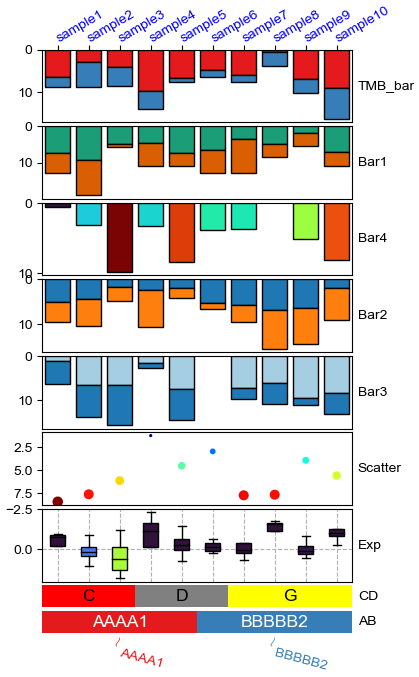 sample1 sample2 sample3 sample4 sample5 sample6 sample7 sample8 sample9 sample10
0
10
TMB_bar
0
10
Bar1
0
10
Bar4
0
10
Bar2
0
10
Bar3
2.5
5.0
7.5
Scatter
−2.5
0.0
Exp
C D G CD
AAAA1 BBBBB2 AB
~ AAAA1 ~ BBBBB2